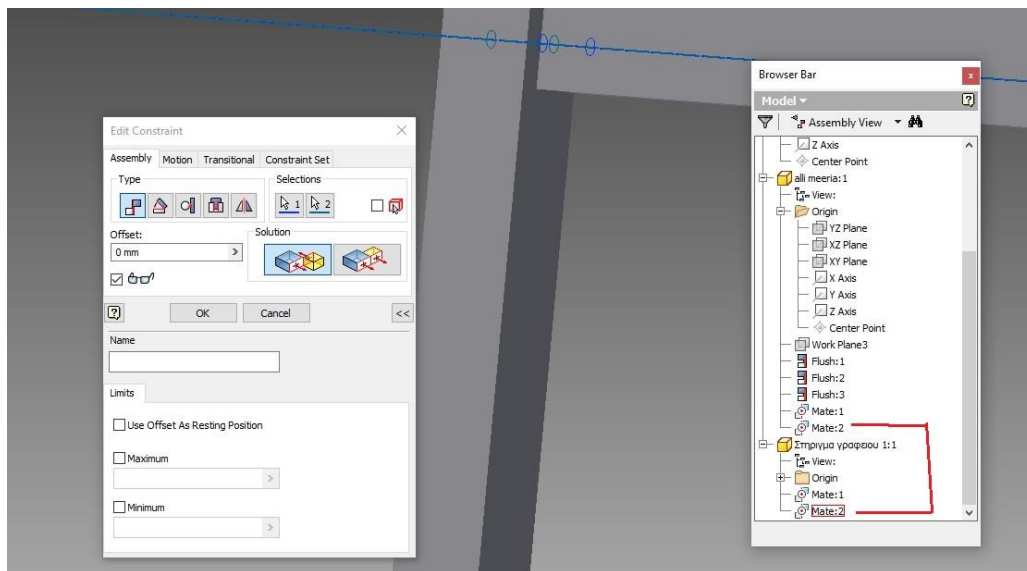 Edit Constraint
Assembly Motion Transitional Constraint Set
Type
Selections
1 2
Offset:
0 mm
Solution
OK Cancel <<
Name
Limits
Use Offset As Resting Position
Maximum
Minimum
Browser Bar
Model
Assembly View
Z Axis
Center Point
alli meeria:1
View:
Origin
YZ Plane
XZ Plane
XY Plane
X Axis
Y Axis
Z Axis
Center Point
Work Plane3
Flush:1
Flush:2
Flush:3
Mate:1
Mate:2
Στηριγμα γραφειου 1:1
View:
Origin
Mate:1
Mate:2